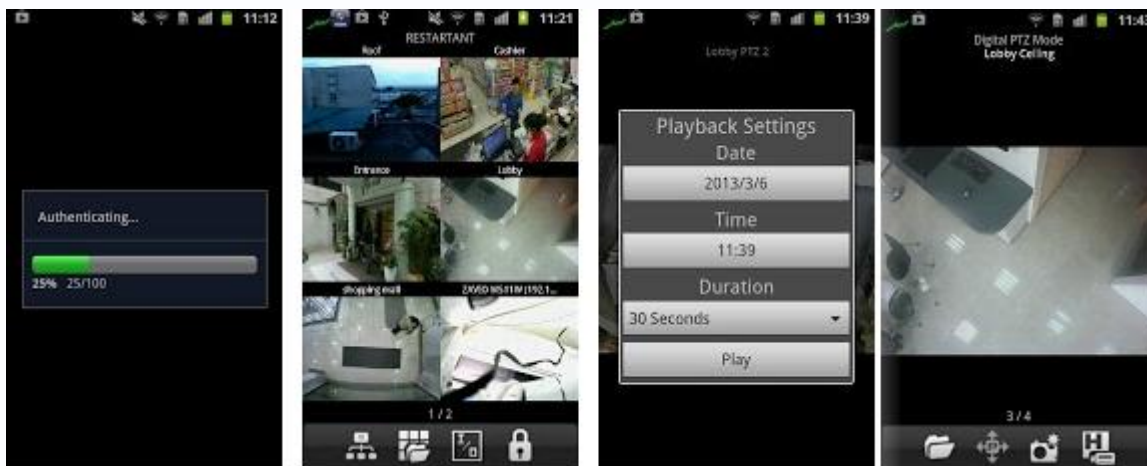 11:12
Authenticating...
25% 25/100
11:21
RESTARTANT
Roof
Cashier
Entrance
Lobby
shopping mall
1 / 2
I/O
11:39
Lobby PTZ 2
Playback Settings
Date
2013/3/6
Time
11:39
Duration
30 Seconds
Play
11:43
Digital PTZ Mode
Lobby Ceiling
3 / 4